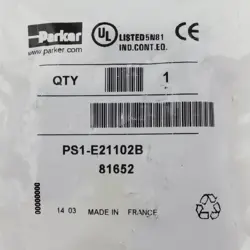 Parker
www.parker.com
UL LISTED 5N81
IND.CONT.EQ.
QTY 1
PS1-E21102B
81652
00000000
14 03 MADE IN FRANCE